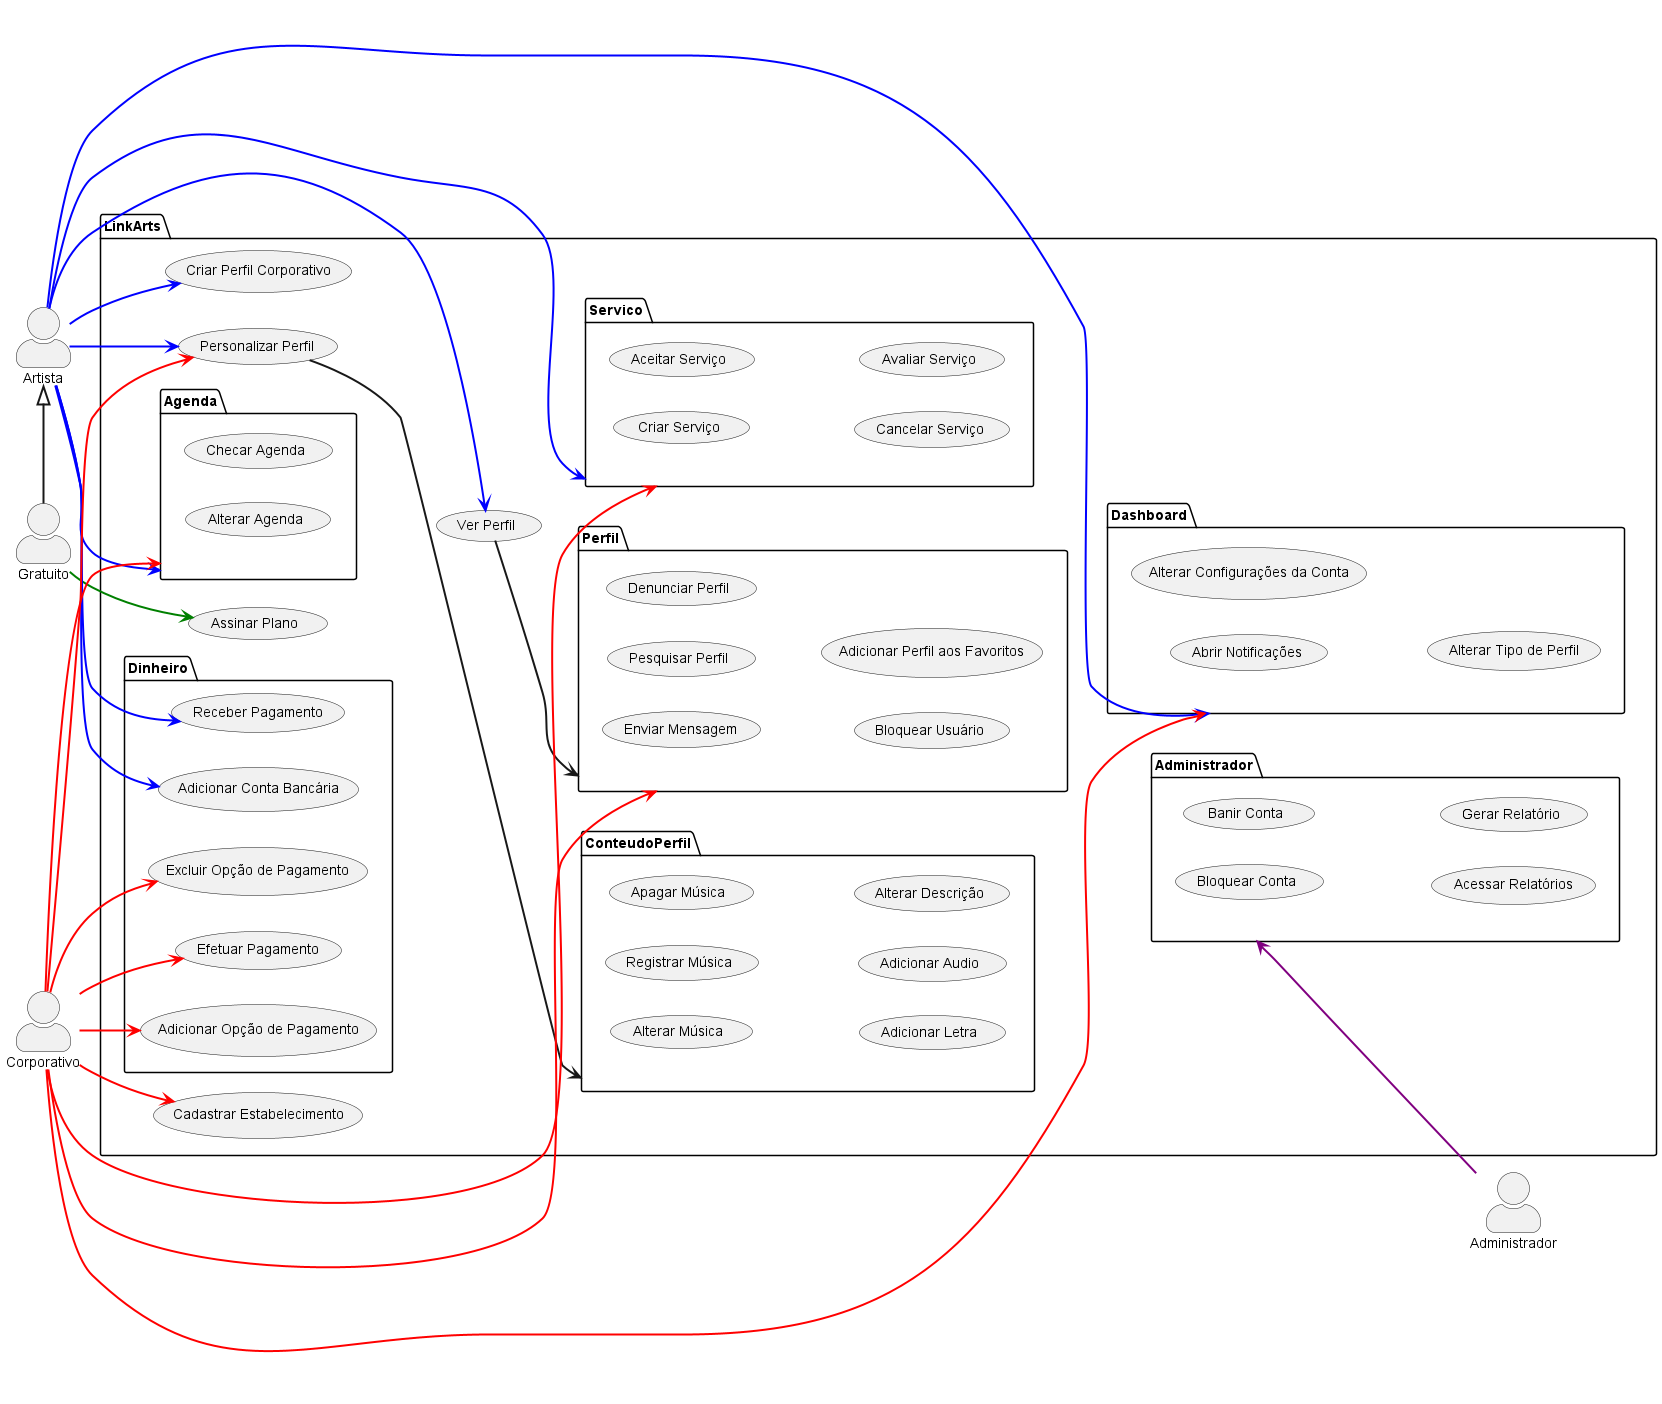 LinkArts
Criar Perfil Corporativo
Personalizar Perfil
Artista
Agenda
Checar Agenda
Alterar Agenda
Gratuito
Assinar Plano
Dinheiro
Receber Pagamento
Adicionar Conta Bancária
Excluir Opção de Pagamento
Efetuar Pagamento
Adicionar Opção de Pagamento
Corporativo
Cadastrar Estabelecimento
Ver Perfil
Servico
Aceitar Serviço
Avaliar Serviço
Criar Serviço
Cancelar Serviço
Perfil
Denunciar Perfil
Pesquisar Perfil
Adicionar Perfil aos Favoritos
Enviar Mensagem
Bloquear Usuário
ConteudoPerfil
Apagar Música
Alterar Descrição
Registrar Música
Adicionar Audio
Alterar Música
Adicionar Letra
Dashboard
Alterar Configurações da Conta
Abrir Notificações
Alterar Tipo de Perfil
Administrador
Banir Conta
Gerar Relatório
Bloquear Conta
Acessar Relatórios
Administrador